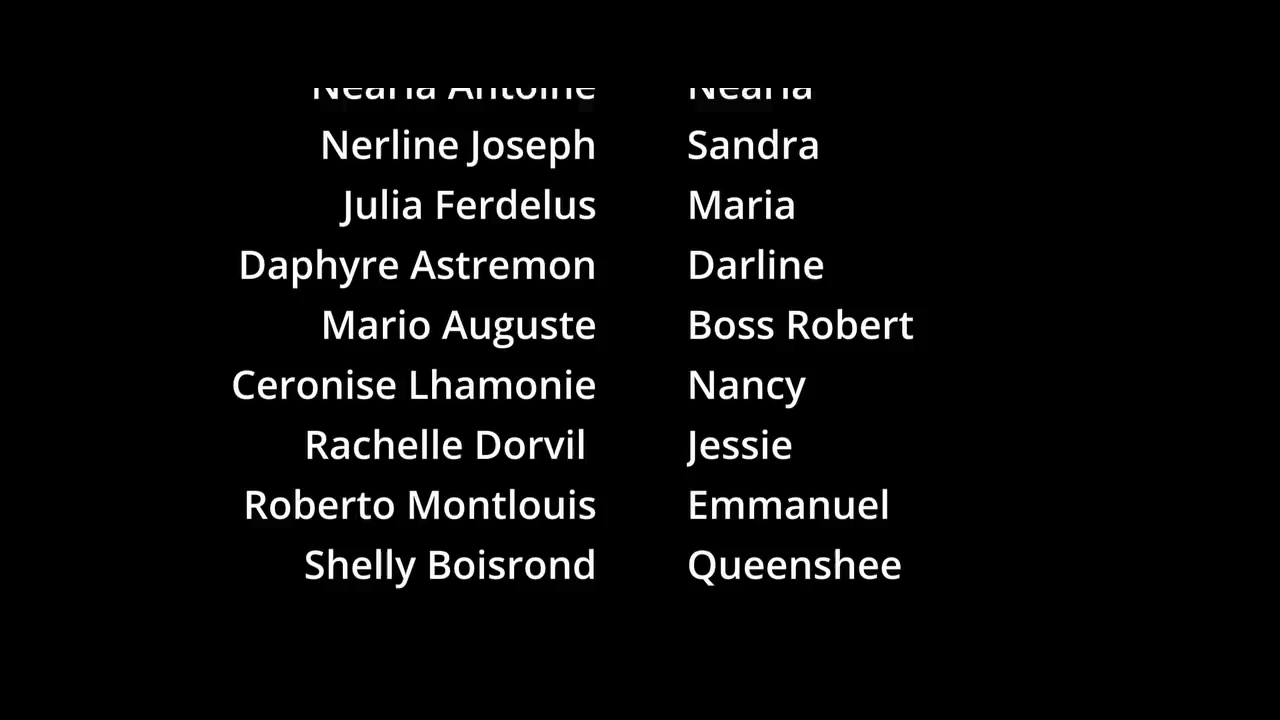 Antoine
Nerline Joseph Sandra
Julia Ferdelus Maria
Daphyre Astremon Darline
Mario Auguste Boss Robert
Ceronise Lhamonie Nancy
Rachelle Dorvil Jessie
Roberto Montlouis Emmanuel
Shelly Boisrond Queenshee